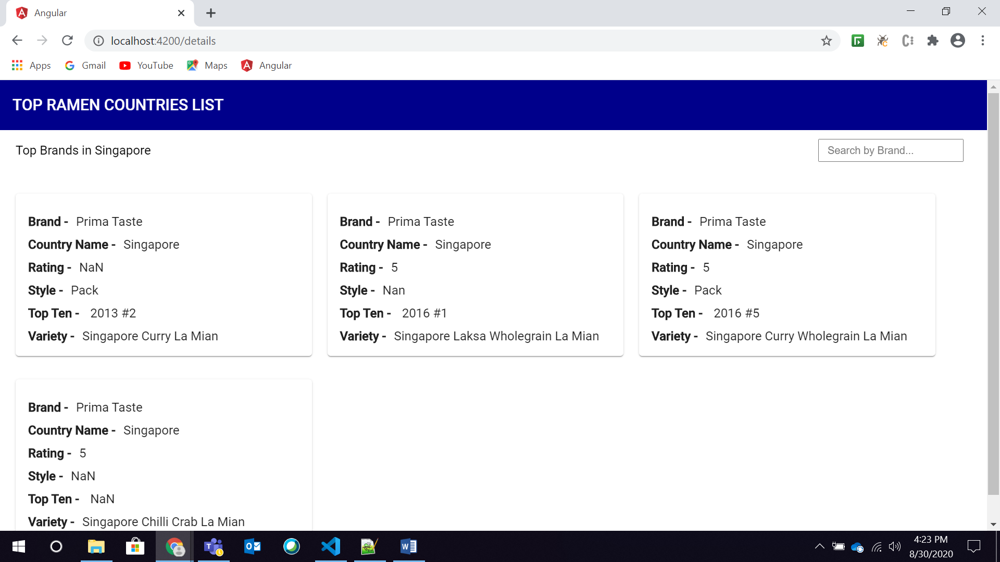 Angular
localhost:4200/details
Apps Gmail YouTube Maps Angular
TOP RAMEN COUNTRIES LIST
Top Brands in Singapore
Search by Brand...
Brand - Prima Taste
Country Name - Singapore
Rating - NaN
Style - Pack
Top Ten - 2013 #2
Variety - Singapore Curry La Mian
Brand - Prima Taste
Country Name - Singapore
Rating - 5
Style - Nan
Top Ten - 2016 #1
Variety - Singapore Laksa Wholegrain La Mian
Brand - Prima Taste
Country Name - Singapore
Rating - 5
Style - Pack
Top Ten - 2016 #5
Variety - Singapore Curry Wholegrain La Mian
Brand - Prima Taste
Country Name - Singapore
Rating - 5
Style - NaN
Top Ten - NaN
Variety - Singapore Chilli Crab La Mian
4:23 PM
8/30/2020